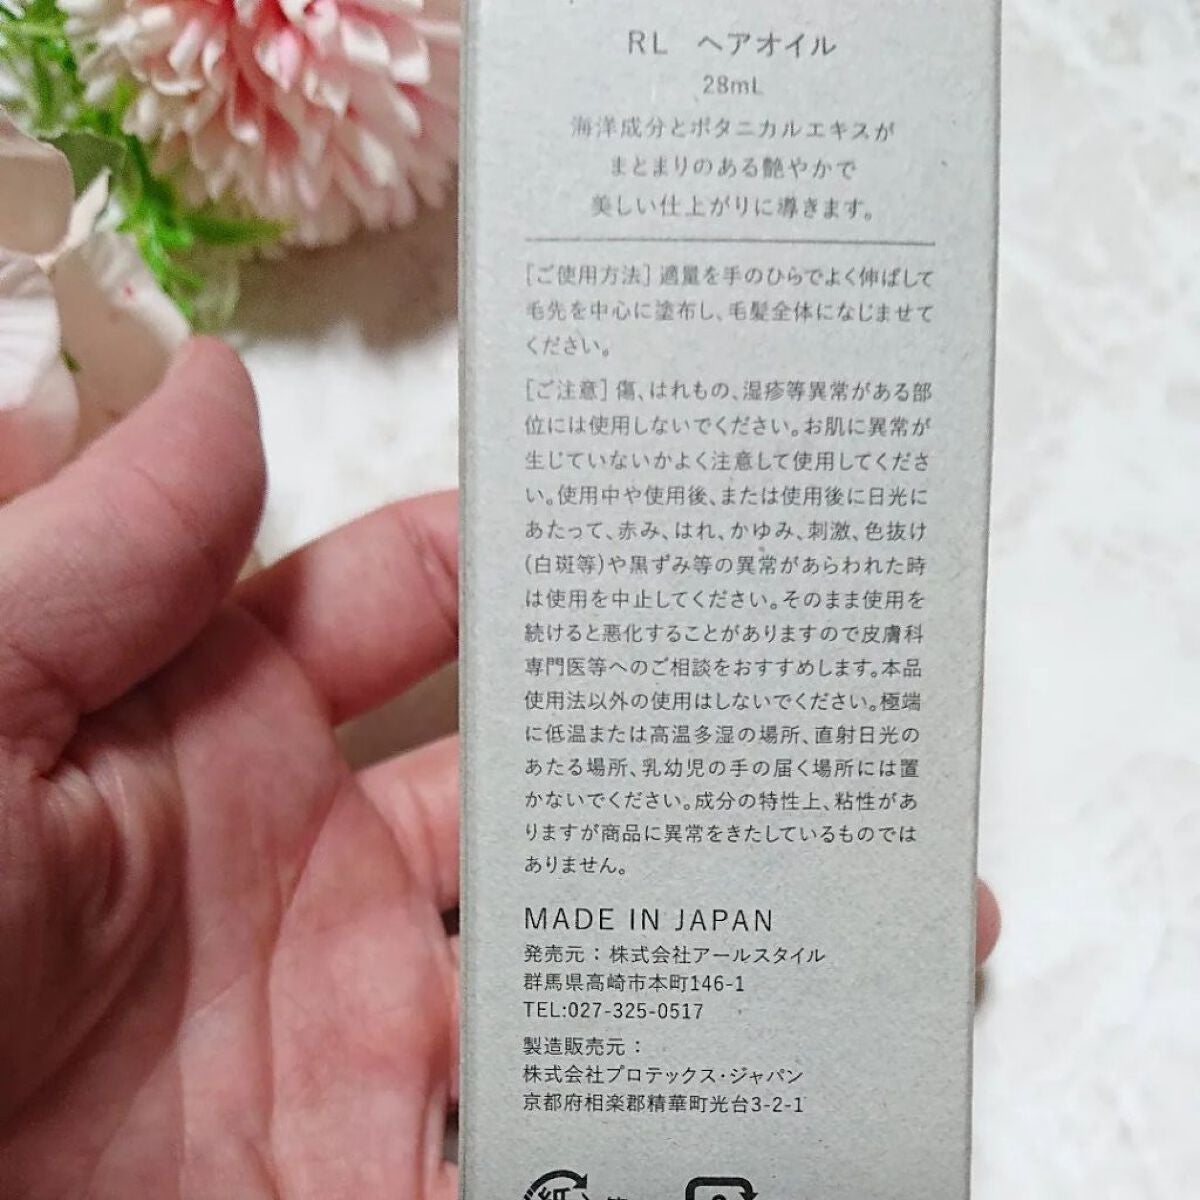 RL ヘアオイル
28mL
海洋成分とボタニカルエキスが
まとまりのある艶やかで
美しい仕上がりに導きます。
[ご使用方法] 適量を手のひらでよく伸ばして
毛先を中心に塗布し、毛髪全体になじませて
ください。
[ご注意] 傷、はれもの、湿疹等異常がある部
位には使用しないでください。お肌に異常が
生じていないかよく注意して使用してくださ
い。使用中や使用後、または使用後に日光に
あたって、赤み、はれ、かゆみ、刺激、色抜け
(白斑等)や黒ずみ等の異常があらわれた時
は使用を中止してください。そのまま使用を
続けると悪化することがありますので皮膚科
専門医等へのご相談をおすすめします。本品
使用法以外の使用はしないでください。極端
に低温または高温多湿の場所、直射日光の
あたる場所、乳幼児の手の届く場所には置
かないでください。成分の特性上、粘性があ
りますが商品に異常をきたしているものでは
ありません。
MADE IN JAPAN
発売元：株式会社アールスタイル
群馬県高崎市本町146-1
TEL:027-325-0517
製造販売元：
株式会社プロテックス・ジャパン
京都府相楽郡精華町光台3-2-1